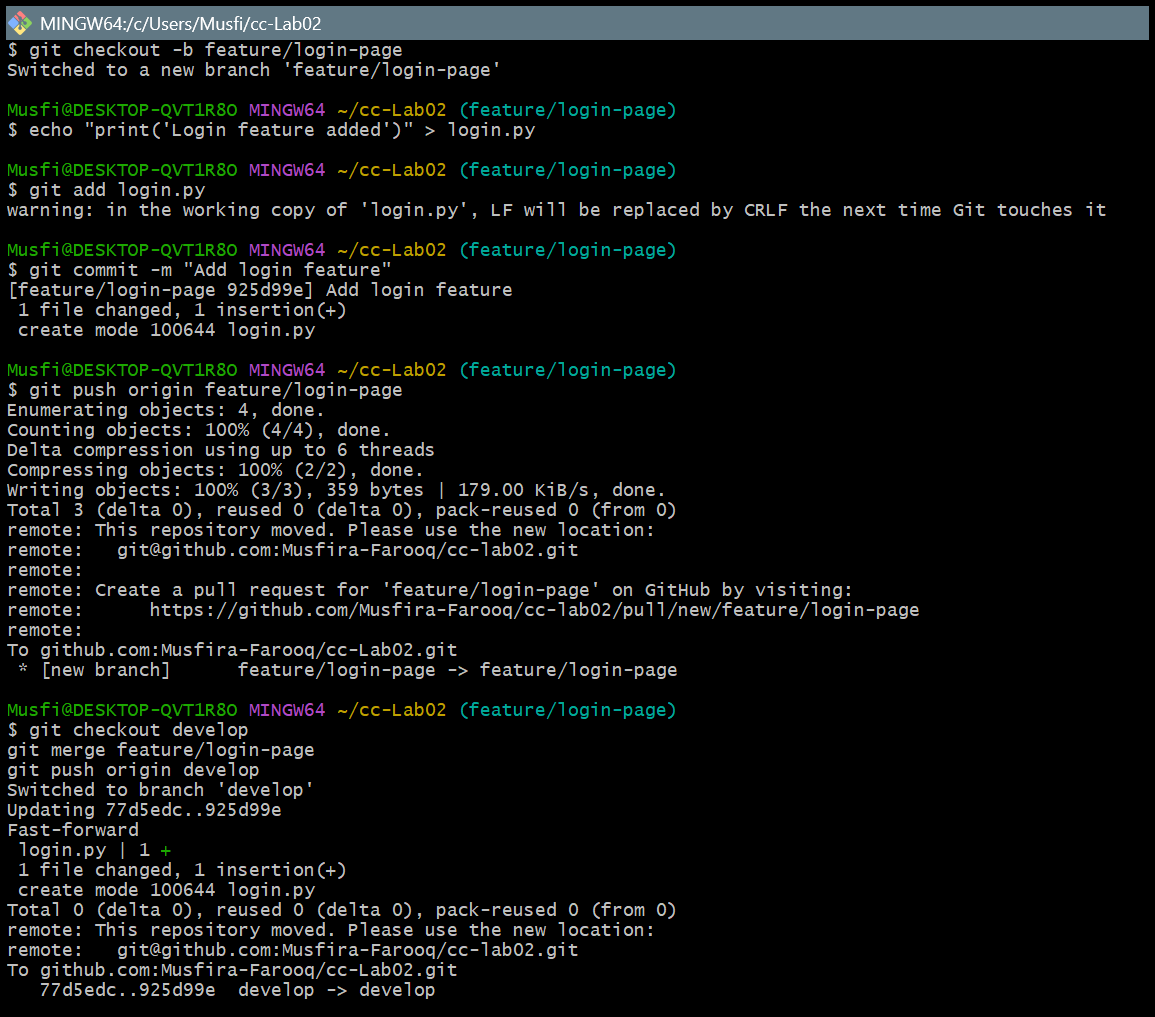 MINGW64:/c/Users/Musfi/cc-Lab02
$ git checkout -b feature/login-page
Switched to a new branch 'feature/login-page'

Musfi@DESKTOP-QVT1R8O MINGW64 ~/cc-Lab02 (feature/login-page)
$ echo "print('Login feature added')" > login.py

Musfi@DESKTOP-QVT1R8O MINGW64 ~/cc-Lab02 (feature/login-page)
$ git add login.py
warning: in the working copy of 'login.py', LF will be replaced by CRLF the next time Git touches it

Musfi@DESKTOP-QVT1R8O MINGW64 ~/cc-Lab02 (feature/login-page)
$ git commit -m "Add login feature"
[feature/login-page 925d99e] Add login feature
 1 file changed, 1 insertion(+)
 create mode 100644 login.py

Musfi@DESKTOP-QVT1R8O MINGW64 ~/cc-Lab02 (feature/login-page)
$ git push origin feature/login-page
Enumerating objects: 4, done.
Counting objects: 100% (4/4), done.
Delta compression using up to 6 threads
Compressing objects: 100% (2/2), done.
Writing objects: 100% (3/3), 359 bytes | 179.00 KiB/s, done.
Total 3 (delta 0), reused 0 (delta 0), pack-reused 0 (from 0)
remote: This repository moved. Please use the new location:
remote:   git@github.com:Musfira-Farooq/cc-lab02.git
remote:
remote: Create a pull request for 'feature/login-page' on GitHub by visiting:
remote:      https://github.com/Musfira-Farooq/cc-lab02/pull/new/feature/login-page
remote:
To github.com:Musfira-Farooq/cc-Lab02.git
 * [new branch]      feature/login-page -> feature/login-page

Musfi@DESKTOP-QVT1R8O MINGW64 ~/cc-Lab02 (feature/login-page)
$ git checkout develop
git merge feature/login-page
git push origin develop
Switched to branch 'develop'
Updating 77d5edc..925d99e
Fast-forward
 login.py | 1 +
 1 file changed, 1 insertion(+)
 create mode 100644 login.py
Total 0 (delta 0), reused 0 (delta 0), pack-reused 0 (from 0)
remote: This repository moved. Please use the new location:
remote:   git@github.com:Musfira-Farooq/cc-lab02.git
To github.com:Musfira-Farooq/cc-Lab02.git
   77d5edc..925d99e  develop -> develop